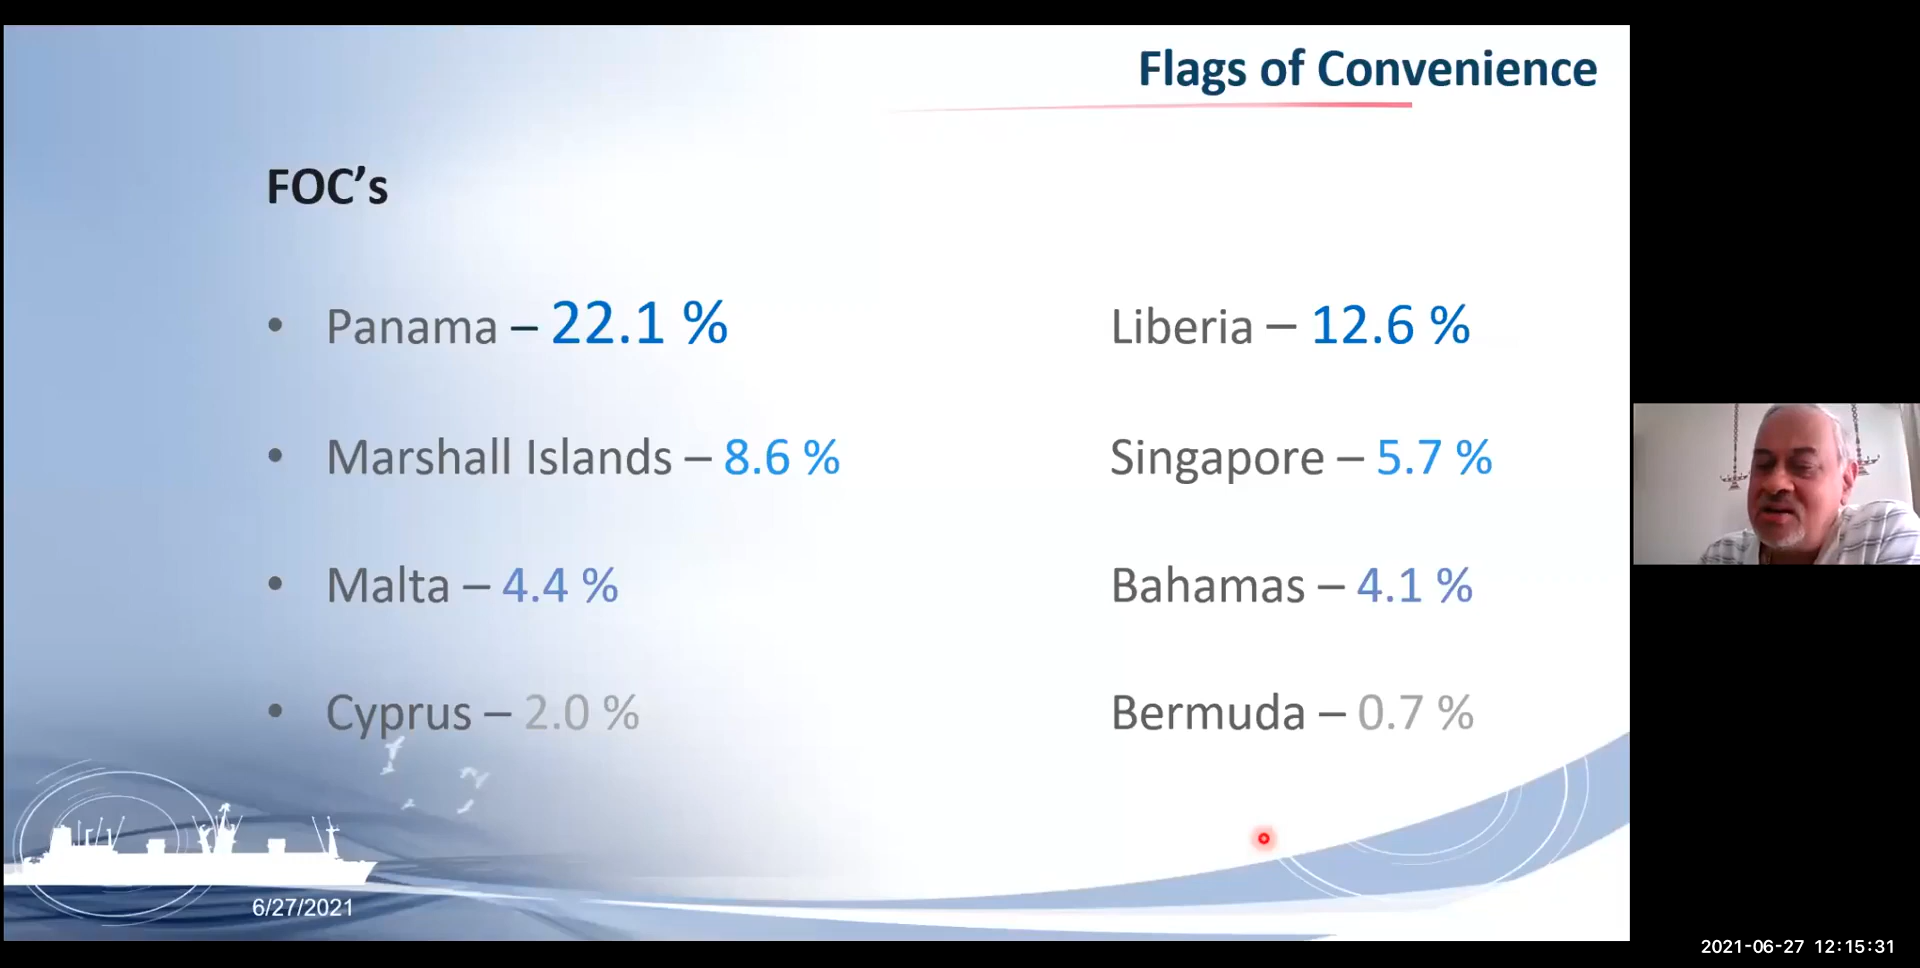 Flags of Convenience
FOC’s
• Panama – 22.1 % Liberia – 12.6 %
• Marshall Islands – 8.6 % Singapore – 5.7 %
• Malta – 4.4 % Bahamas – 4.1 %
• Cyprus – 2.0 % Bermuda – 0.7 %
6/27/2021
2021-06-27 12:15:31